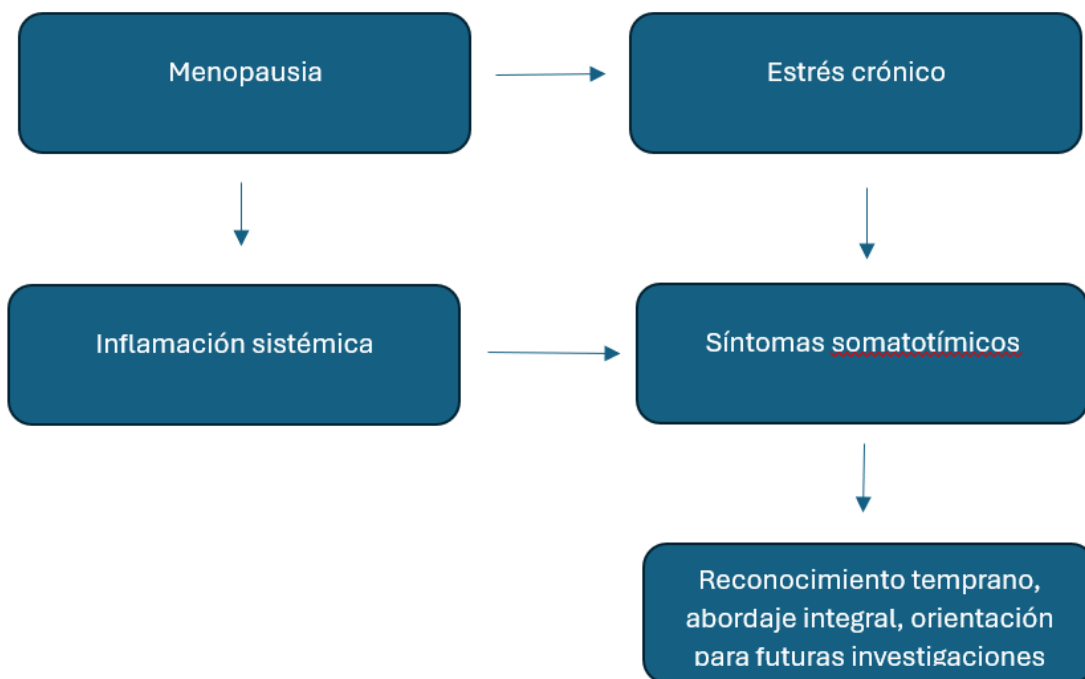 Menopausia
Estrés crónico
Inflamación sistémica
Síntomas somatotímicos
Reconocimiento temprano,
abordaje integral, orientación
para futuras investigaciones